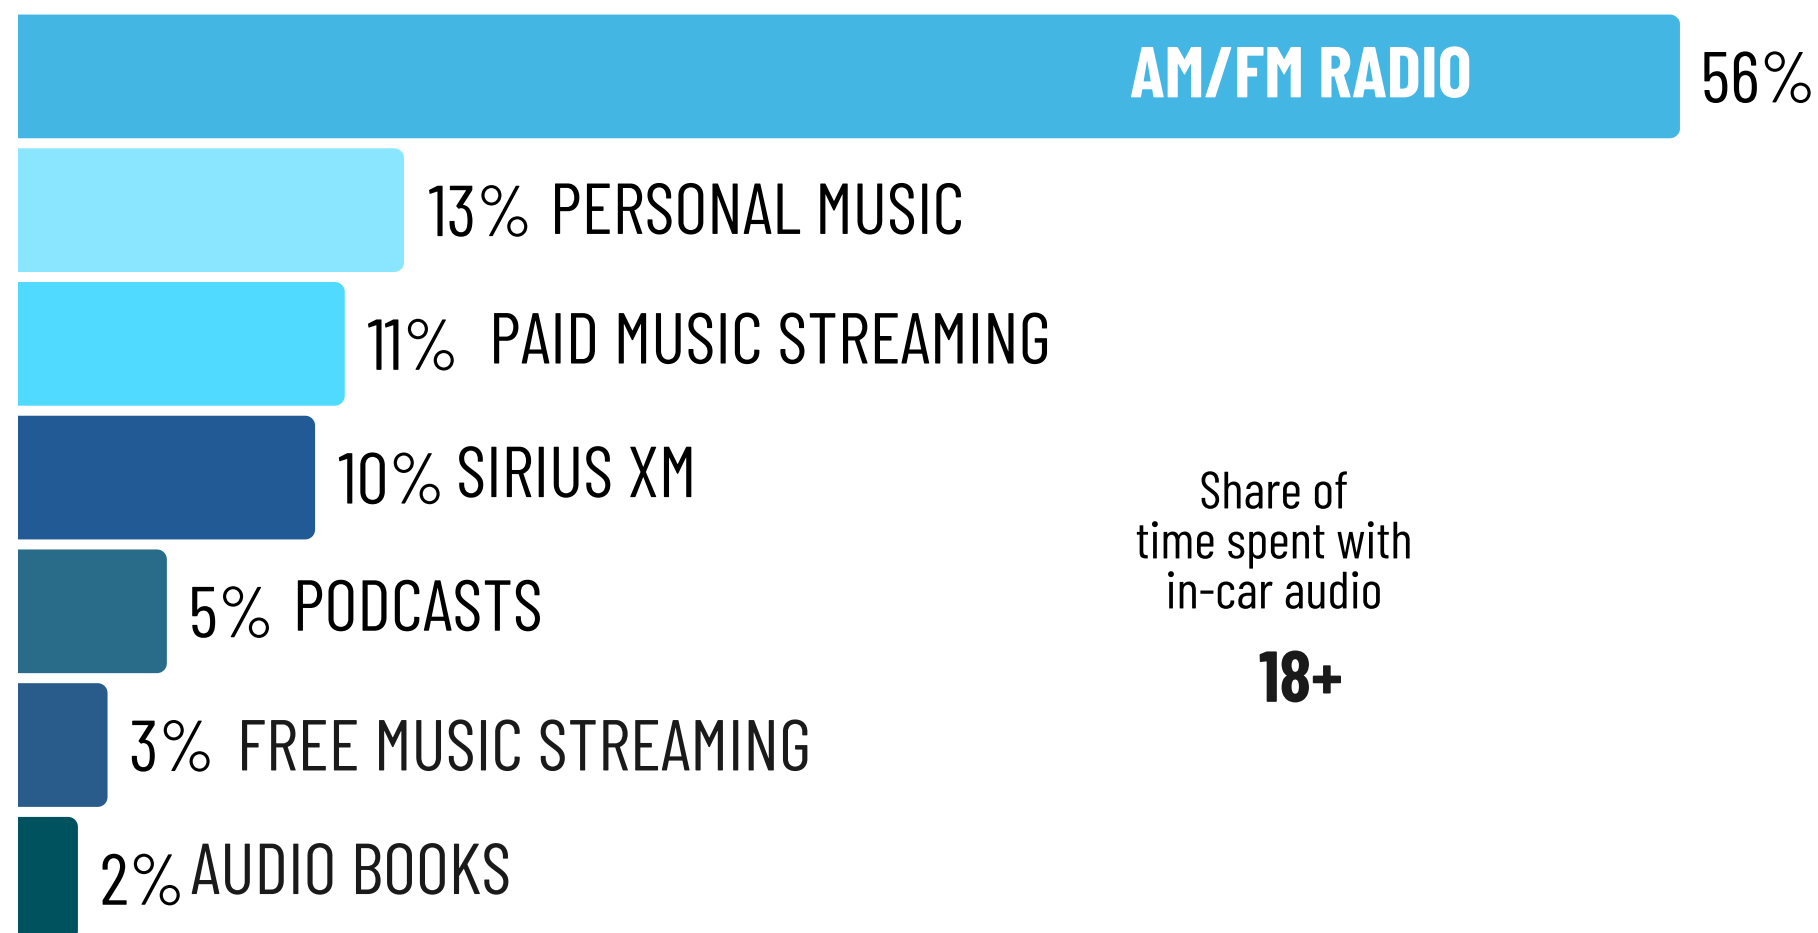 AM/FM RADIO 56%
13% PERSONAL MUSIC
11% PAID MUSIC STREAMING
10% SIRIUS XM
5% PODCASTS
3% FREE MUSIC STREAMING
2% AUDIO BOOKS
Share of
time spent with
in-car audio
18+